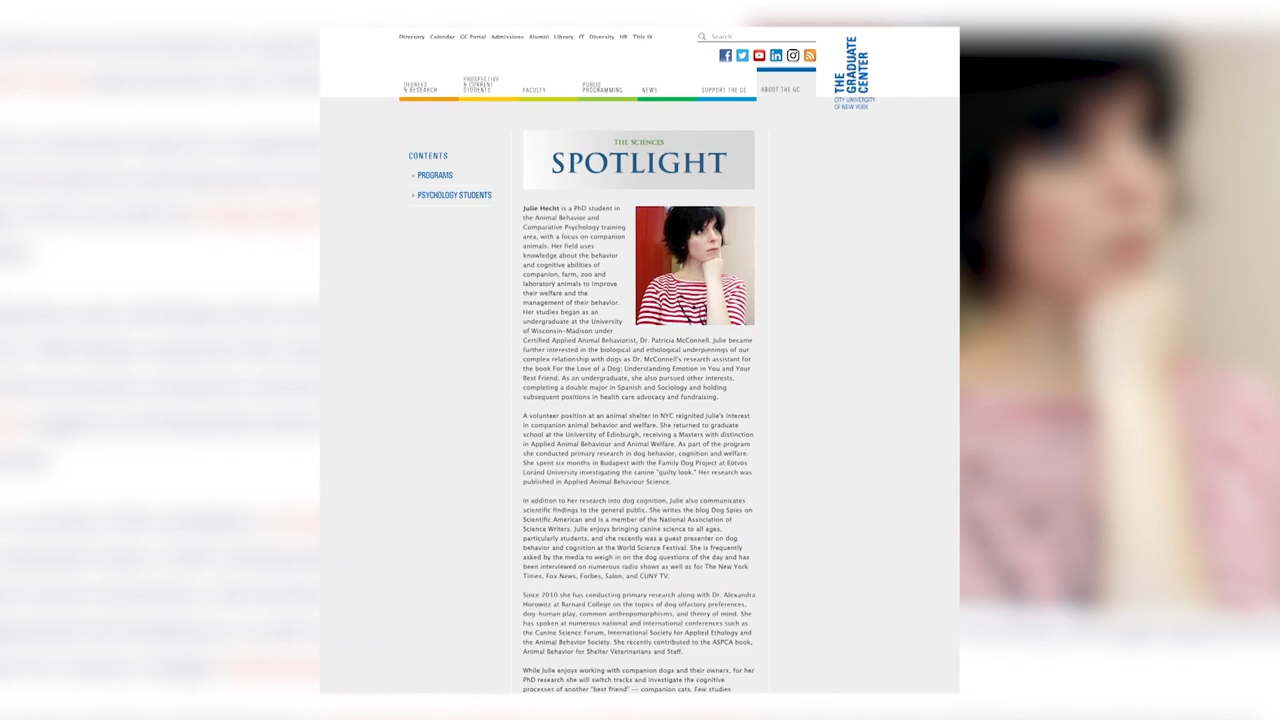 Directory Calendar GC Portal Admissions Alumni Library IT Diversity HR Title IX
Search
THE GRADUATE CENTER
CITY UNIVERSITY
OF NEW YORK
DEGREES
& RESEARCH
PROSPECTIVE
& CURRENT
STUDENTS
FACULTY
PUBLIC
PROGRAMMING
NEWS
SUPPORT THE GC
ABOUT THE GC
CONTENTS
» PROGRAMS
» PSYCHOLOGY STUDENTS
THE SCIENCES
SPOTLIGHT
Julie Hecht is a PhD student in
the Animal Behavior and
Comparative Psychology training
area, with a focus on companion
animals. Her field uses
knowledge about the behavior
and cognitive abilities of
companion, farm, zoo and
laboratory animals to improve
their welfare and the
management of their behavior.
Her studies began as an
undergraduate at the University
of Wisconsin-Madison under
Certified Applied Animal Behaviorist, Dr. Patricia McConnell. Julie became
further interested in the biological and ethological underpinnings of our
complex relationship with dogs as Dr. McConnell's research assistant for
the book For the Love of a Dog: Understanding Emotion in You and Your
Best Friend. As an undergraduate, she also pursued other interests,
completing a double major in Spanish and Sociology and holding
subsequent positions in health care advocacy and fundraising.
A volunteer position at an animal shelter in NYC reignited Julie's interest
in companion animal behavior and welfare. She returned to graduate
school at the University of Edinburgh, receiving a Masters with distinction
in Applied Animal Behaviour and Animal Welfare. As part of the program
she conducted primary research in dog behavior, cognition and welfare.
She spent six months in Budapest with the Family Dog Project at Eötvös
Loránd University investigating the canine "guilty look." Her research was
published in Applied Animal Behaviour Science.
In addition to her research into dog cognition, Julie also communicates
scientific findings to the general public. She writes the blog Dog Spies on
Scientific American and is a member of the National Association of
Science Writers. Julie enjoys bringing canine science to all ages,
particularly students, and she recently was a guest presenter on dog
behavior and cognition at the World Science Festival. She is frequently
asked by the media to weigh in on the dog questions of the day and has
been interviewed on numerous radio shows as well as for The New York
Times, Fox News, Forbes, Salon, and CUNY TV.
Since 2010 she has conducting primary research along with Dr. Alexandra
Horowitz at Barnard College on the topics of dog olfactory preferences,
dog-human play, common anthropomorphisms, and theory of mind. She
has spoken at numerous national and international conferences such as
the Canine Science Forum, International Society for Applied Ethology and
the Animal Behavior Society. She recently contributed to the ASPCA book,
Animal Behavior for Shelter Veterinarians and Staff.
While Julie enjoys working with companion dogs and their owners, for her
PhD research she will switch tracks and investigate the cognitive
processes of another "best friend" — companion cats. Few studies